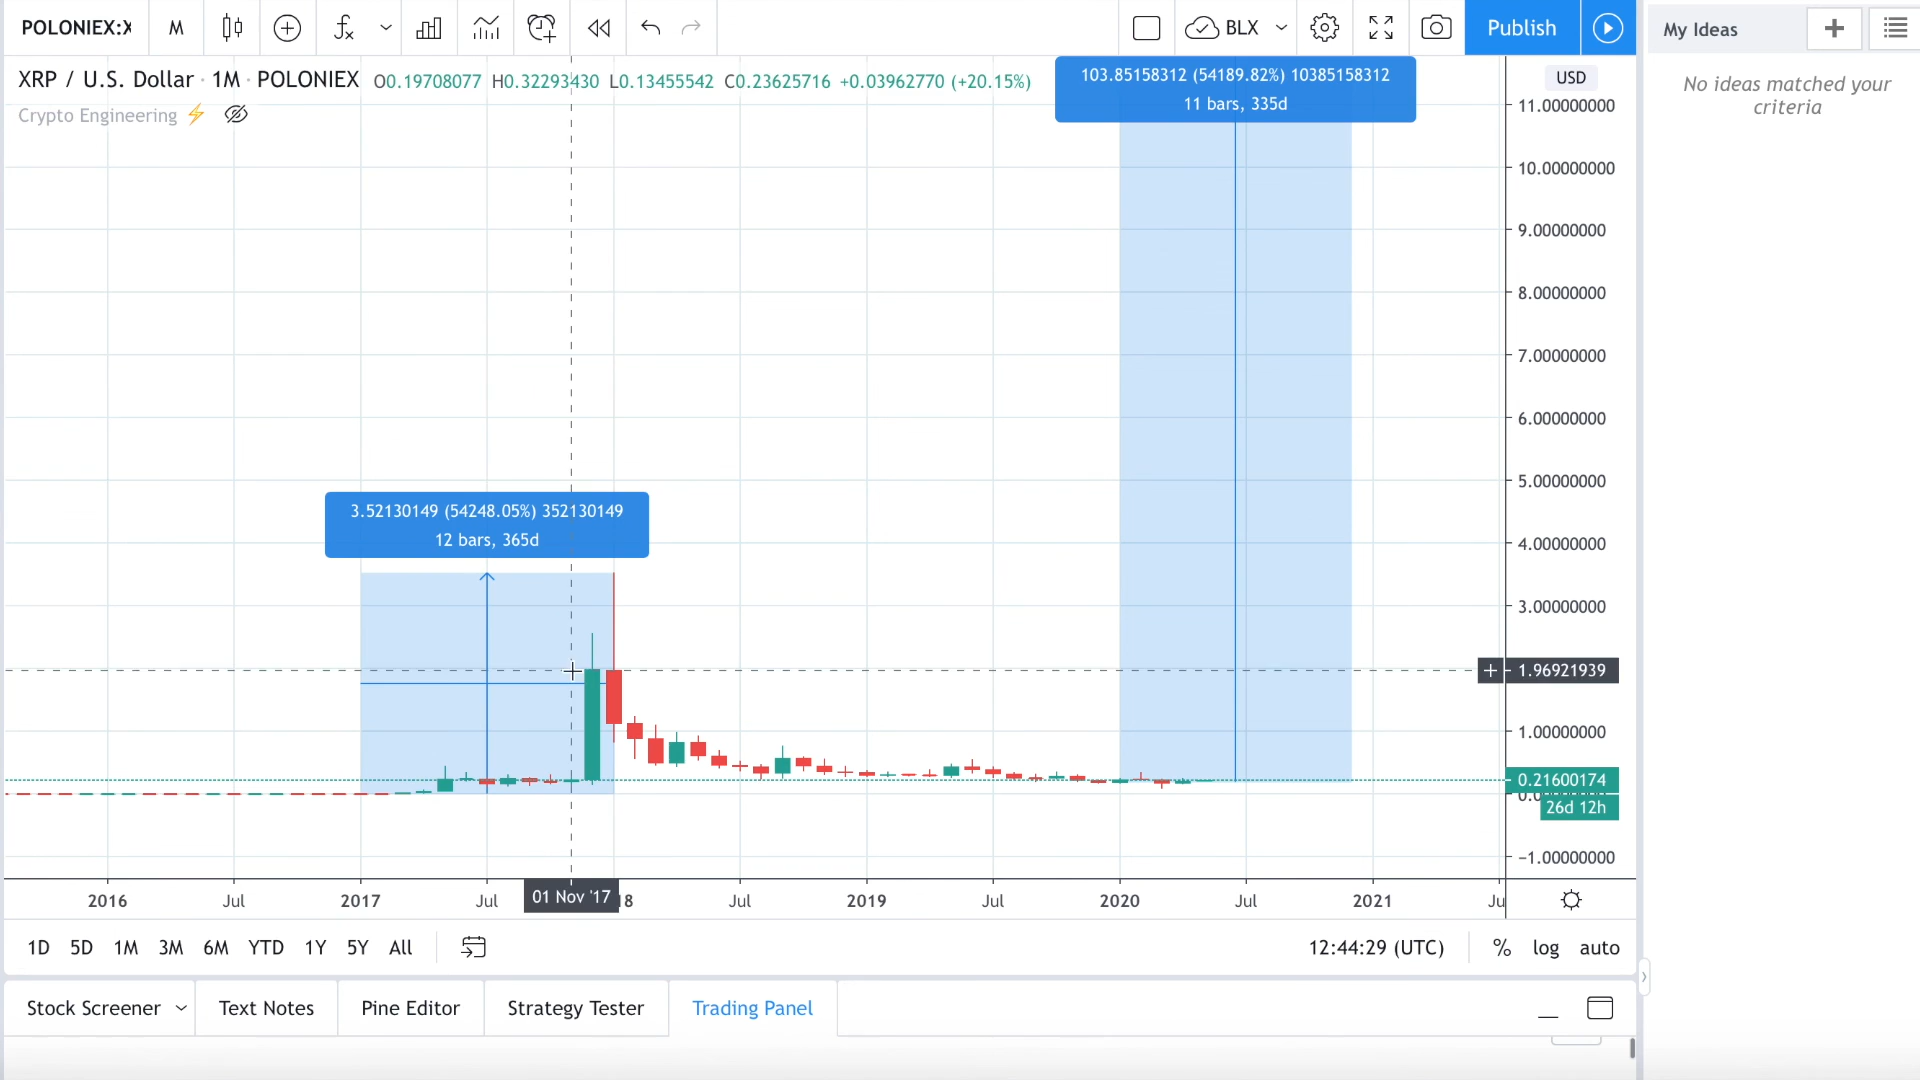 POLONIEX:X
M
BLX
Publish
My Ideas
XRP / U.S. Dollar · 1M · POLONIEX O0.19708077 H0.32293430 L0.13455542 C0.23625716 +0.03962770 (+20.15%)
Crypto Engineering
103.85158312 (54189.82%) 10385158312
11 bars, 335d
USD
No ideas matched your
criteria
11.00000000
10.00000000
9.00000000
8.00000000
7.00000000
6.00000000
5.00000000
4.00000000
3.00000000
3.52130149 (54248.05%) 352130149
12 bars, 365d
1.96921939
1.00000000
0.21600174
26d 12h
−1.00000000
2016
Jul
2017
Jul
01 Nov '17
Jul
2019
Jul
2020
Jul
2021
Ju
1D 5D 1M 3M 6M YTD 1Y 5Y All
12:44:29 (UTC) % log auto
Stock Screener Text Notes Pine Editor Strategy Tester Trading Panel